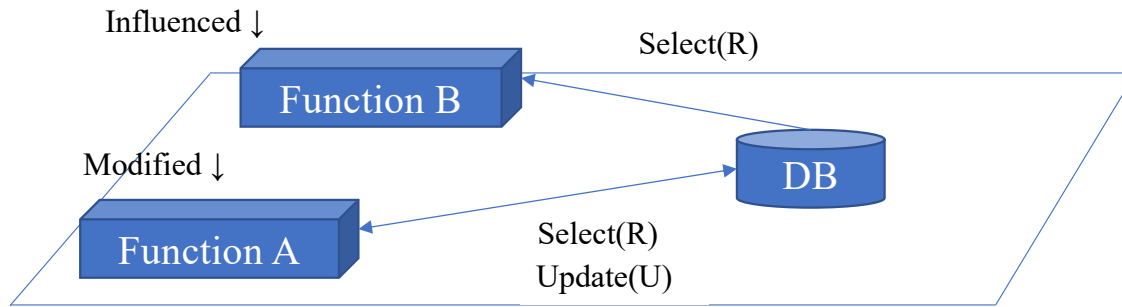 Influenced ↓
Select(R)
Function B
Modified ↓
DB
Function A
Select(R)
Update(U)